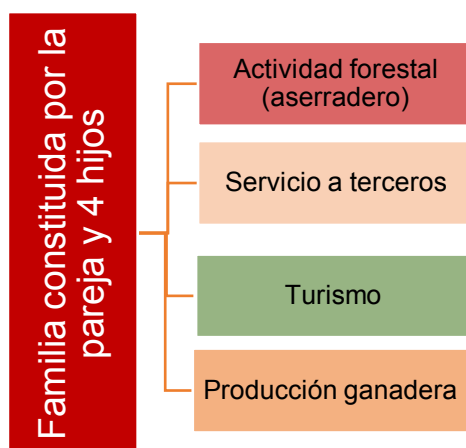 Familia constituida por la
pareja y 4 hijos
Actividad forestal
(aserradero)
Servicio a terceros
Turismo
Producción ganadera